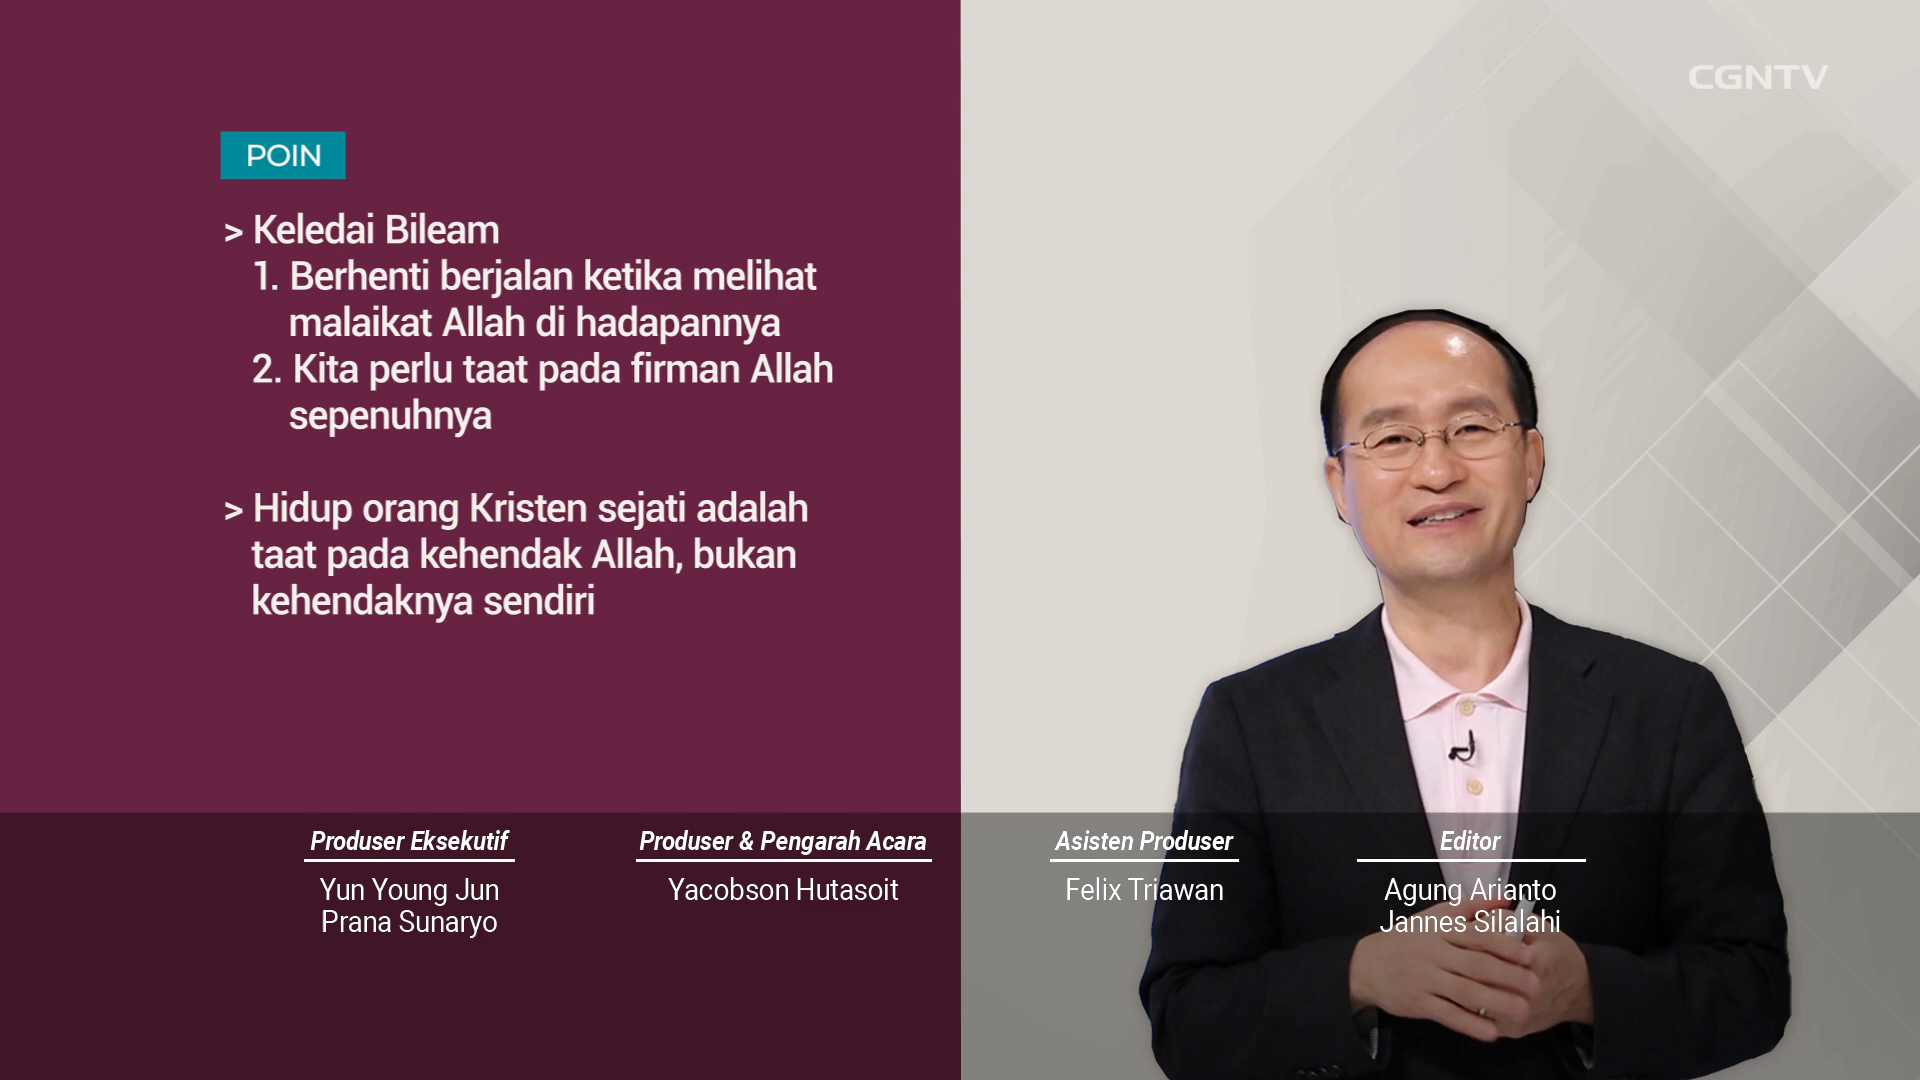 CGNTV
POIN
> Keledai Bileam
1. Berhenti berjalan ketika melihat
malaikat Allah di hadapannya
2. Kita perlu taat pada firman Allah
sepenuhnya
> Hidup orang Kristen sejati adalah
taat pada kehendak Allah, bukan
kehendaknya sendiri
Produser Eksekutif
Yun Young Jun
Prana Sunaryo
Produser & Pengarah Acara
Yacobson Hutasoit
Asisten Produser
Felix Triawan
Editor
Agung Arianto
Jannes Silalahi